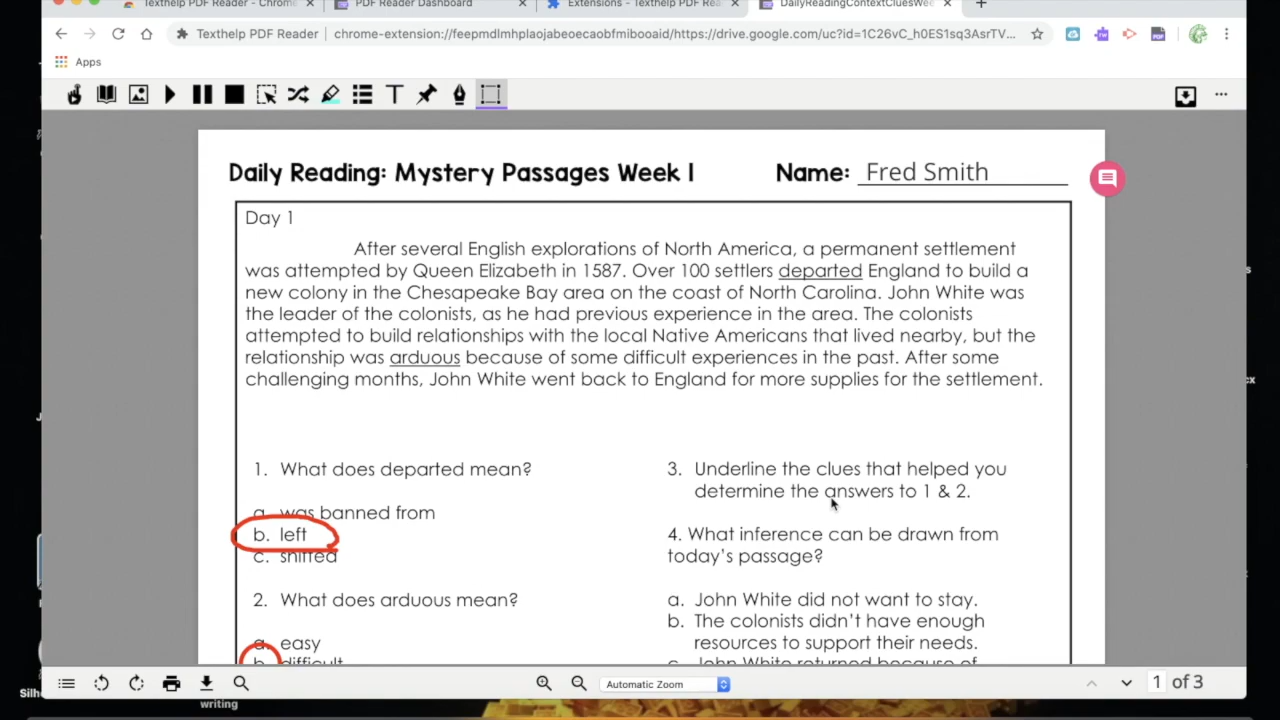 Texthelp PDF Reader - Chrome
PDF Reader Dashboard
Extensions - Texthelp PDF Rea
DailyReadingContextCluesWee
Texthelp PDF Reader
chrome-extension://feepmdlmhplaojabeoecaobfmibooaid/https://drive.google.com/uc?id=1C26vC_h0ES1sq3AsrTV...
Apps
Daily Reading: Mystery Passages Week 1 Name: Fred Smith
Day 1
After several English explorations of North America, a permanent settlement
was attempted by Queen Elizabeth in 1587. Over 100 settlers departed England to build a
new colony in the Chesapeake Bay area on the coast of North Carolina. John White was
the leader of the colonists, as he had previous experience in the area. The colonists
attempted to build relationships with the local Native Americans that lived nearby, but the
relationship was arduous because of some difficult experiences in the past. After some
challenging months, John White went back to England for more supplies for the settlement.
1. What does departed mean?
a. was banned from
b. left
c. shifted
2. What does arduous mean?
a. easy
b. difficult
3. Underline the clues that helped you
determine the answers to 1 & 2.
4. What inference can be drawn from
today's passage?
a. John White did not want to stay.
b. The colonists didn't have enough
resources to support their needs.
c. John White returned because of
Automatic Zoom
1 of 3
Silh
writing